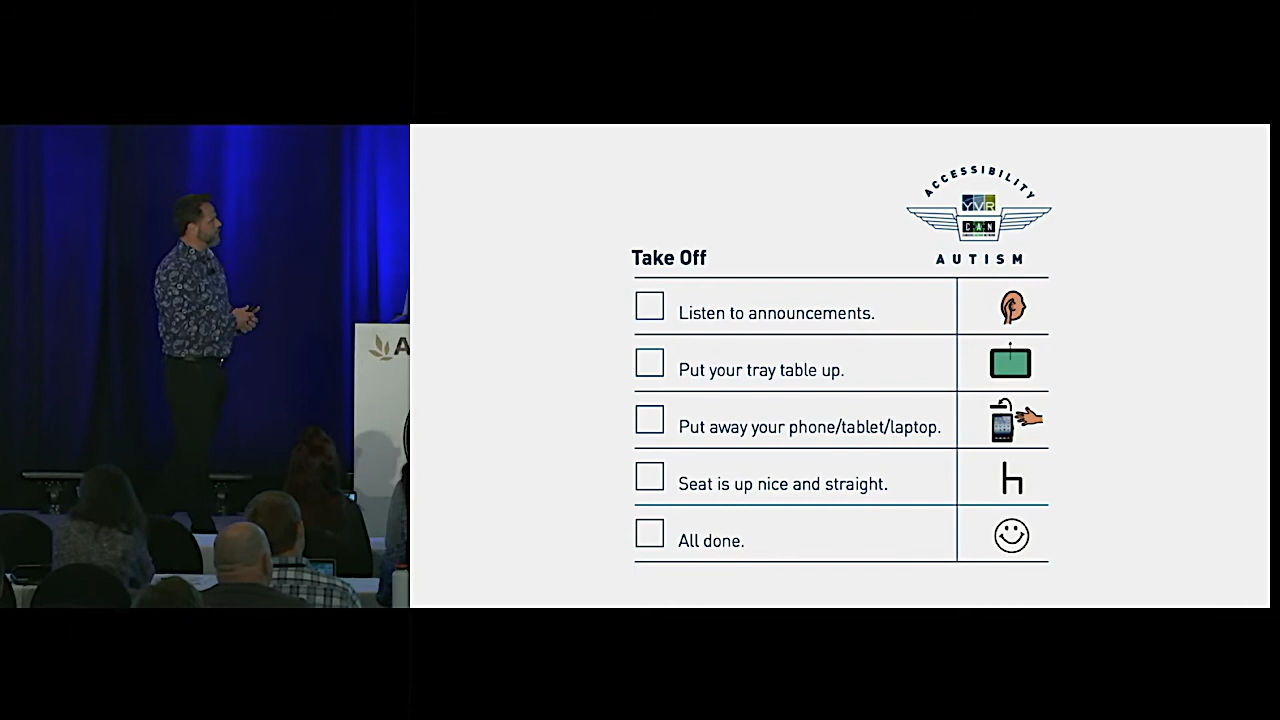 ACCESSIBILITY
YVR
CAN
AUTISM
Take Off
Listen to announcements.
Put your tray table up.
Put away your phone/tablet/laptop.
Seat is up nice and straight.
All done.
A